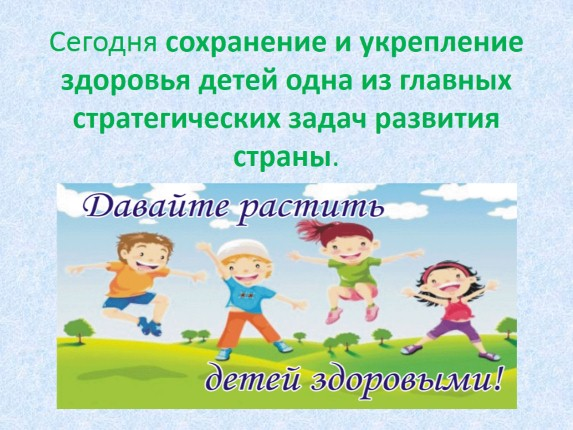 Сегодня сохранение и укрепление
здоровья детей одна из главных
стратегических задач развития
страны.
Давайте растить
детей здоровыми!